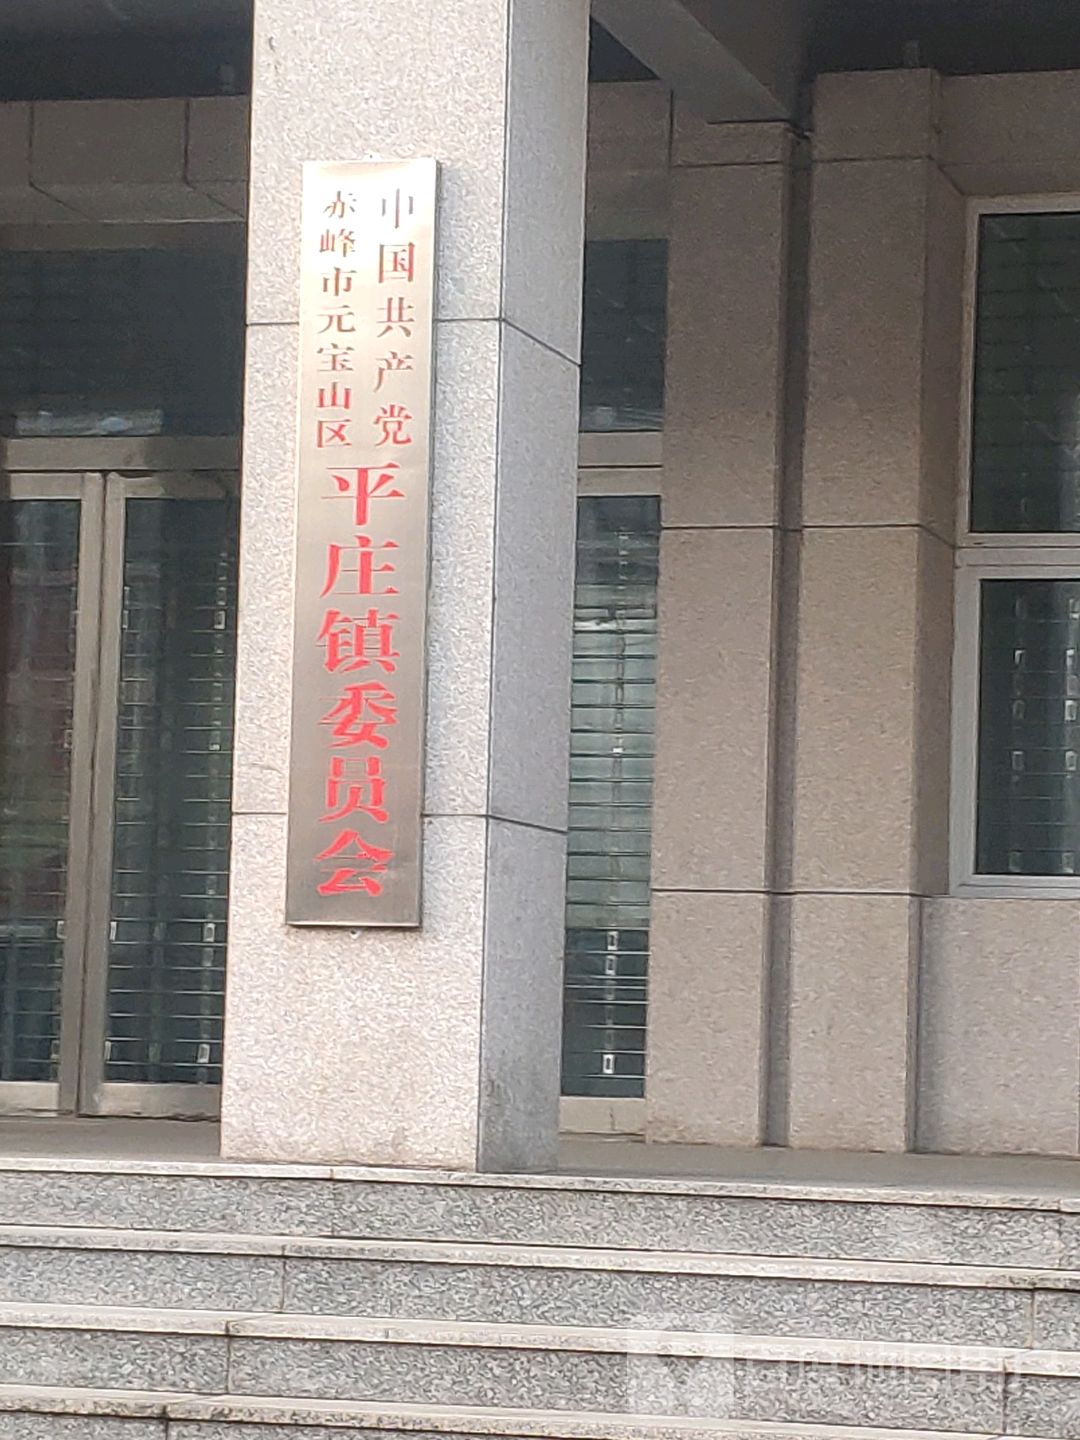 中国共产党
赤峰市元宝山区
平庄镇委员会